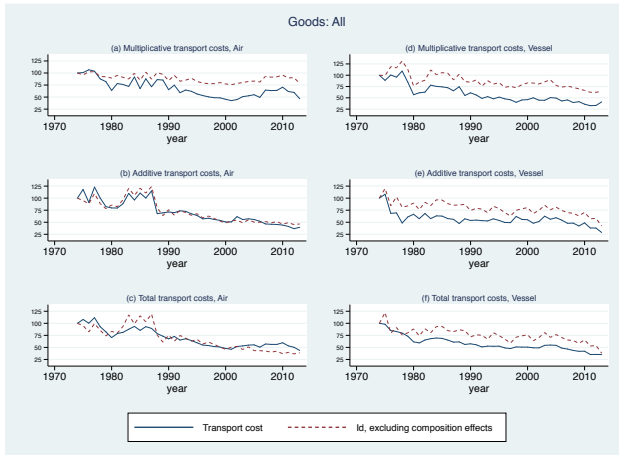 Goods: All
(a) Multiplicative transport costs, Air
125
100
75
50
25
1970 1980 1990 2000 2010
year
(d) Multiplicative transport costs, Vessel
125
100
75
50
25
1970 1980 1990 2000 2010
year
(b) Additive transport costs, Air
125
100
75
50
25
1970 1980 1990 2000 2010
year
(e) Additive transport costs, Vessel
125
100
75
50
25
1970 1980 1990 2000 2010
year
(c) Total transport costs, Air
125
100
75
50
25
1970 1980 1990 2000 2010
year
(f) Total transport costs, Vessel
125
100
75
50
25
1970 1980 1990 2000 2010
year
Transport cost Id, excluding composition effects